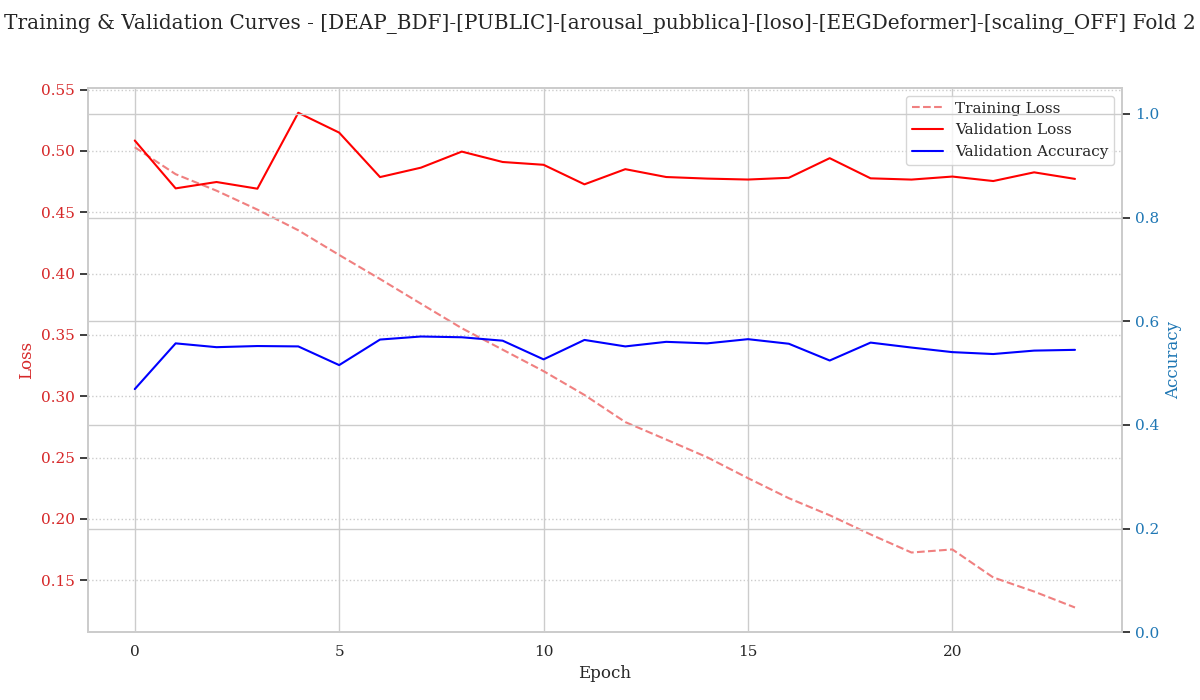 Training & Validation Curves - [DEAP_BDF]-[PUBLIC]-[arousal_pubblica]-[loso]-[EEGDeformer]-[scaling_OFF] Fold 2
Training Loss
Validation Loss
Validation Accuracy
Loss
0.55
0.50
0.45
0.40
0.35
0.30
0.25
0.20
0.15
1.0
0.8
0.6
0.4
0.2
0.0
Accuracy
0
5
10
15
20
Epoch